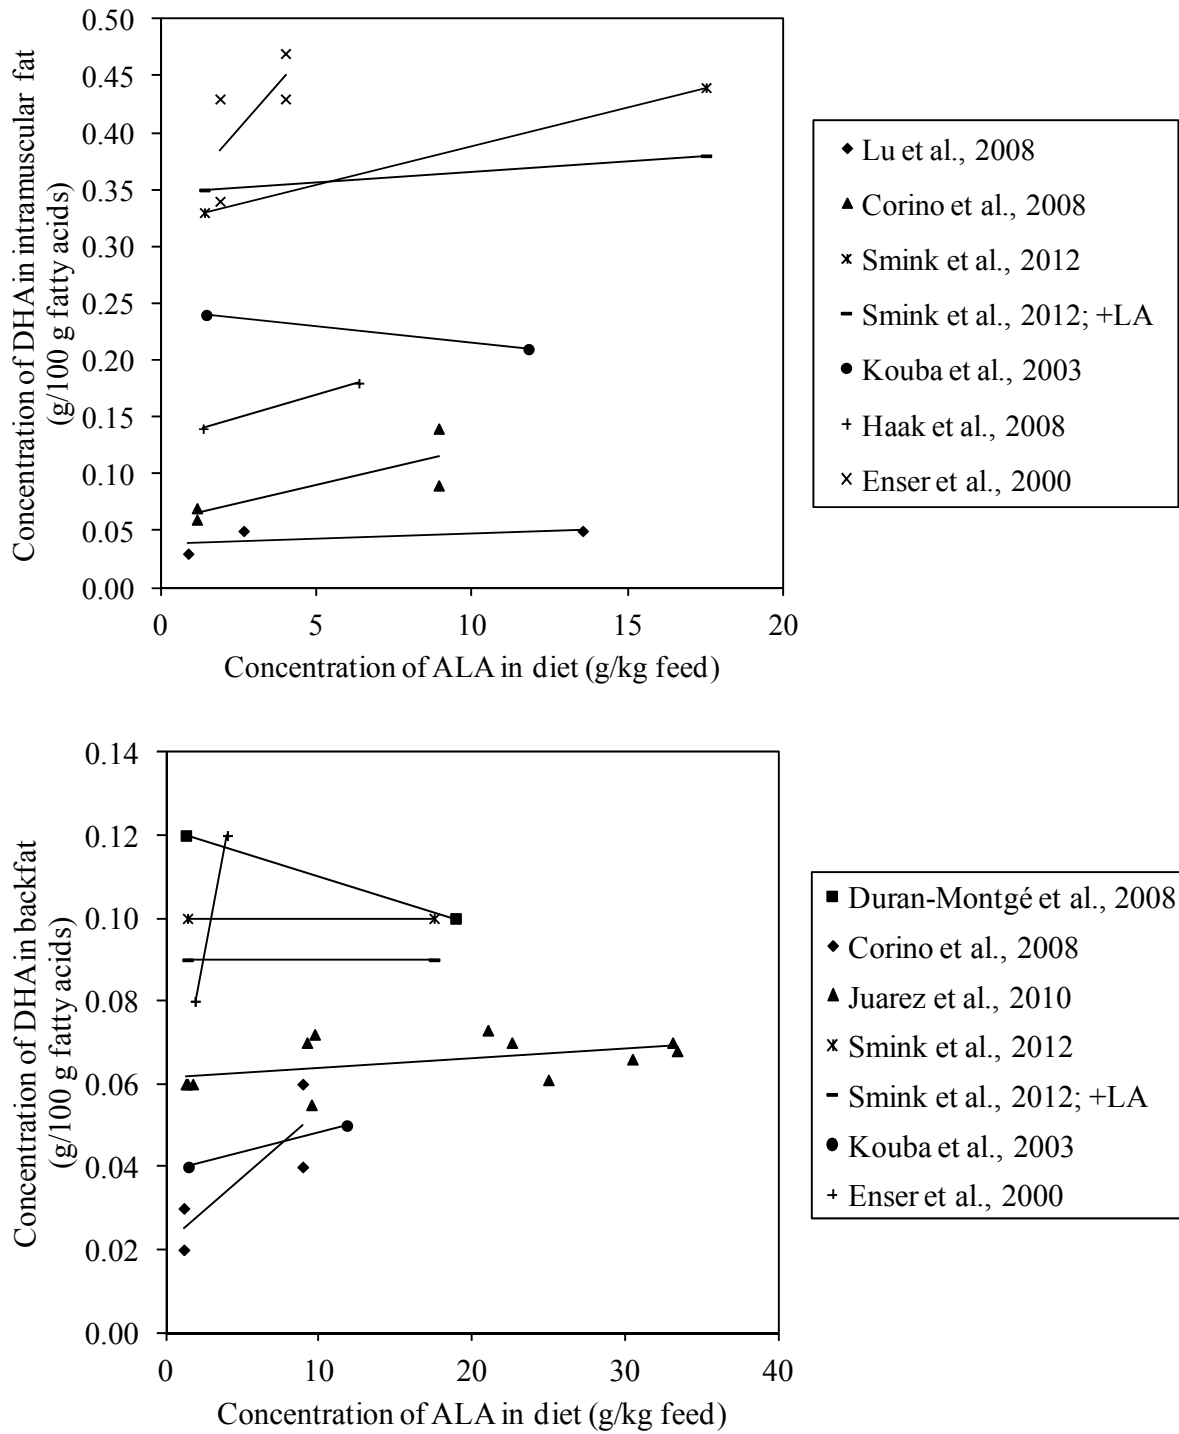 Concentration of DHA in intramuscular fat
(g/100 g fatty acids)
0.50
0.45
0.40
0.35
0.30
0.25
0.20
0.15
0.10
0.05
0.00
0 5 10 15 20
Concentration of ALA in diet (g/kg feed)
Lu et al., 2008
Corino et al., 2008
Smink et al., 2012
Smink et al., 2012; +LA
Kouba et al., 2003
Haak et al., 2008
Enser et al., 2000
Concentration of DHA in backfat
(g/100 g fatty acids)
0.14
0.12
0.10
0.08
0.06
0.04
0.02
0.00
0 10 20 30 40
Concentration of ALA in diet (g/kg feed)
Duran-Montgé et al., 2008
Corino et al., 2008
Juarez et al., 2010
Smink et al., 2012
Smink et al., 2012; +LA
Kouba et al., 2003
Enser et al., 2000